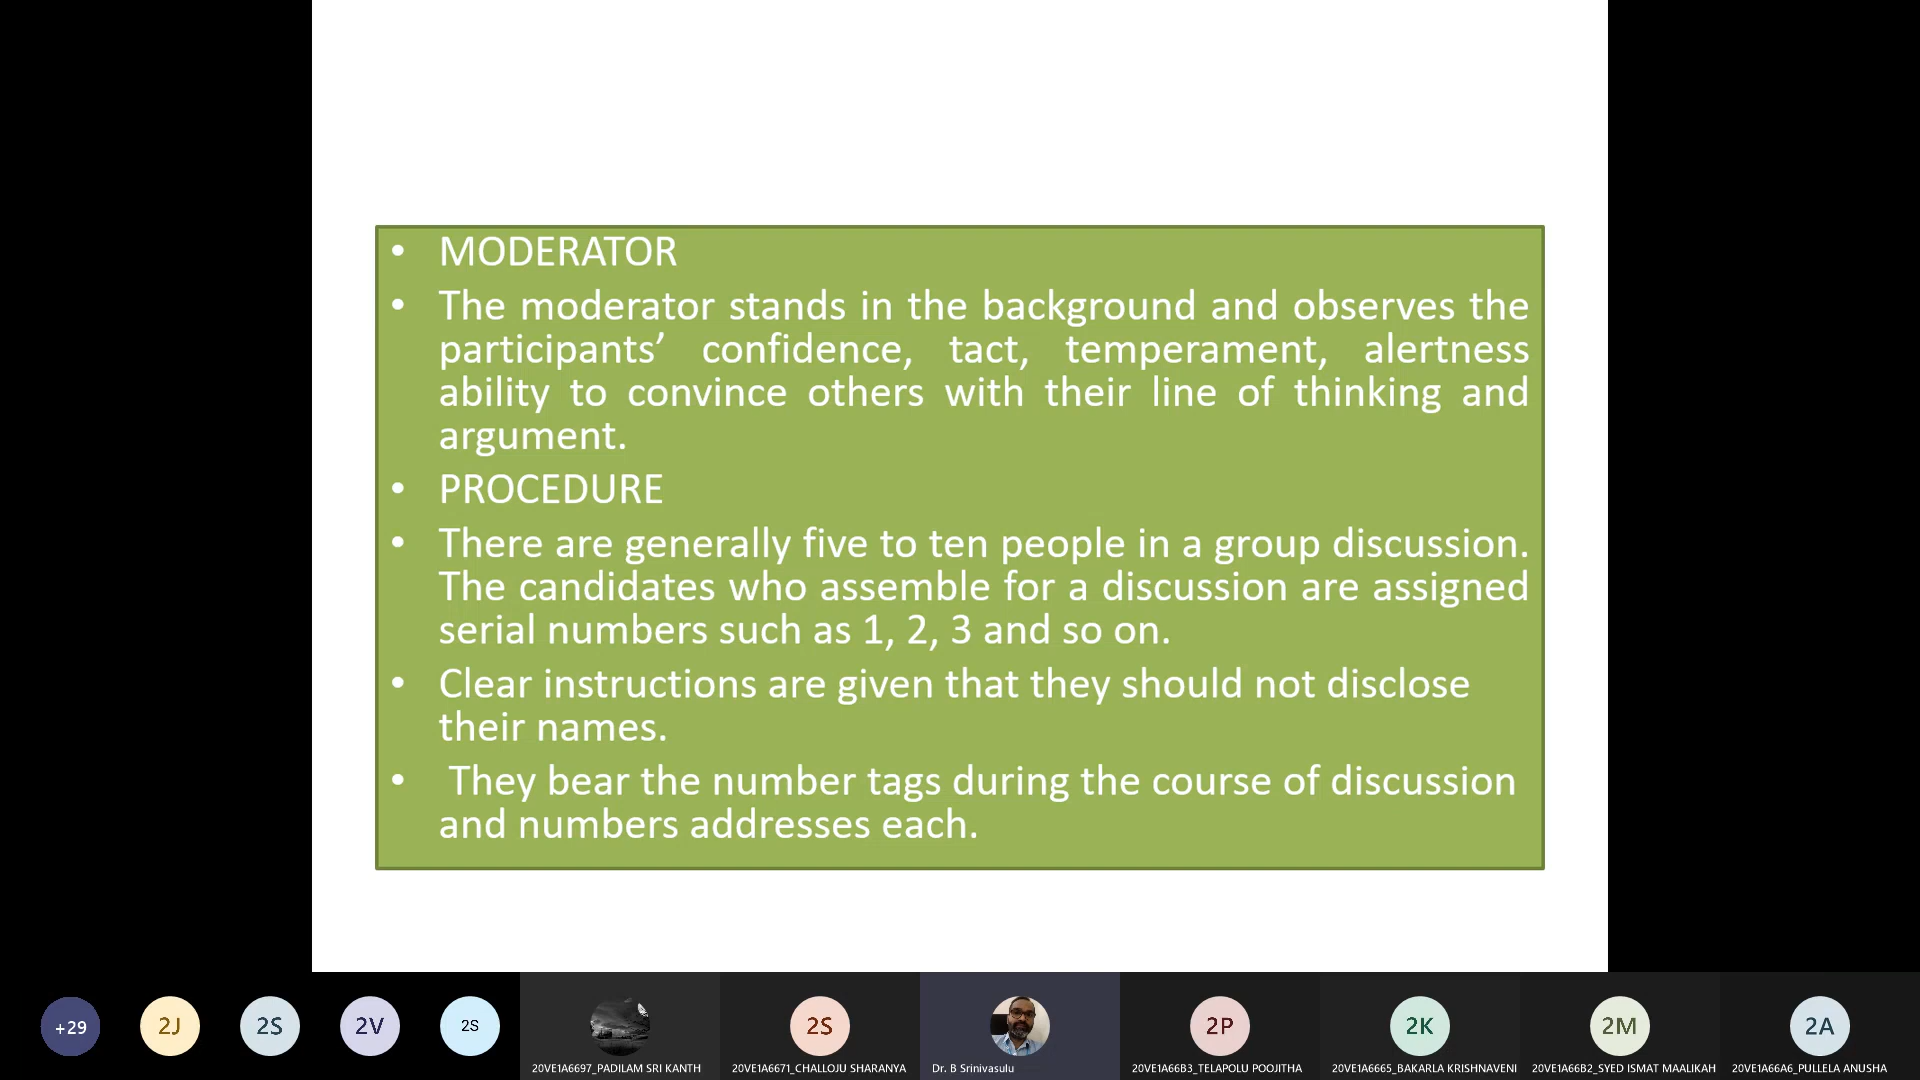 • MODERATOR
• The moderator stands in the background and observes the
participants’ confidence, tact, temperament, alertness
ability to convince others with their line of thinking and
argument.
• PROCEDURE
• There are generally five to ten people in a group discussion.
The candidates who assemble for a discussion are assigned
serial numbers such as 1, 2, 3 and so on.
• Clear instructions are given that they should not disclose
their names.
• They bear the number tags during the course of discussion
and numbers addresses each.
+29 2J 2S 2V 2S 2S 2P 2K 2M 2A
20VE1A6697_PADILAM SRI KANTH 20VE1A6671_CHALLOJU SHARANYA Dr. B Srinivasulu 20VE1A66B3_TELAPOLU POOJITHA 20VE1A6665_BAKARLA KRISHNAVENI 20VE1A66B2_SYED ISMAT MAALIKAH 20VE1A66A6_PULLELA ANUSHA